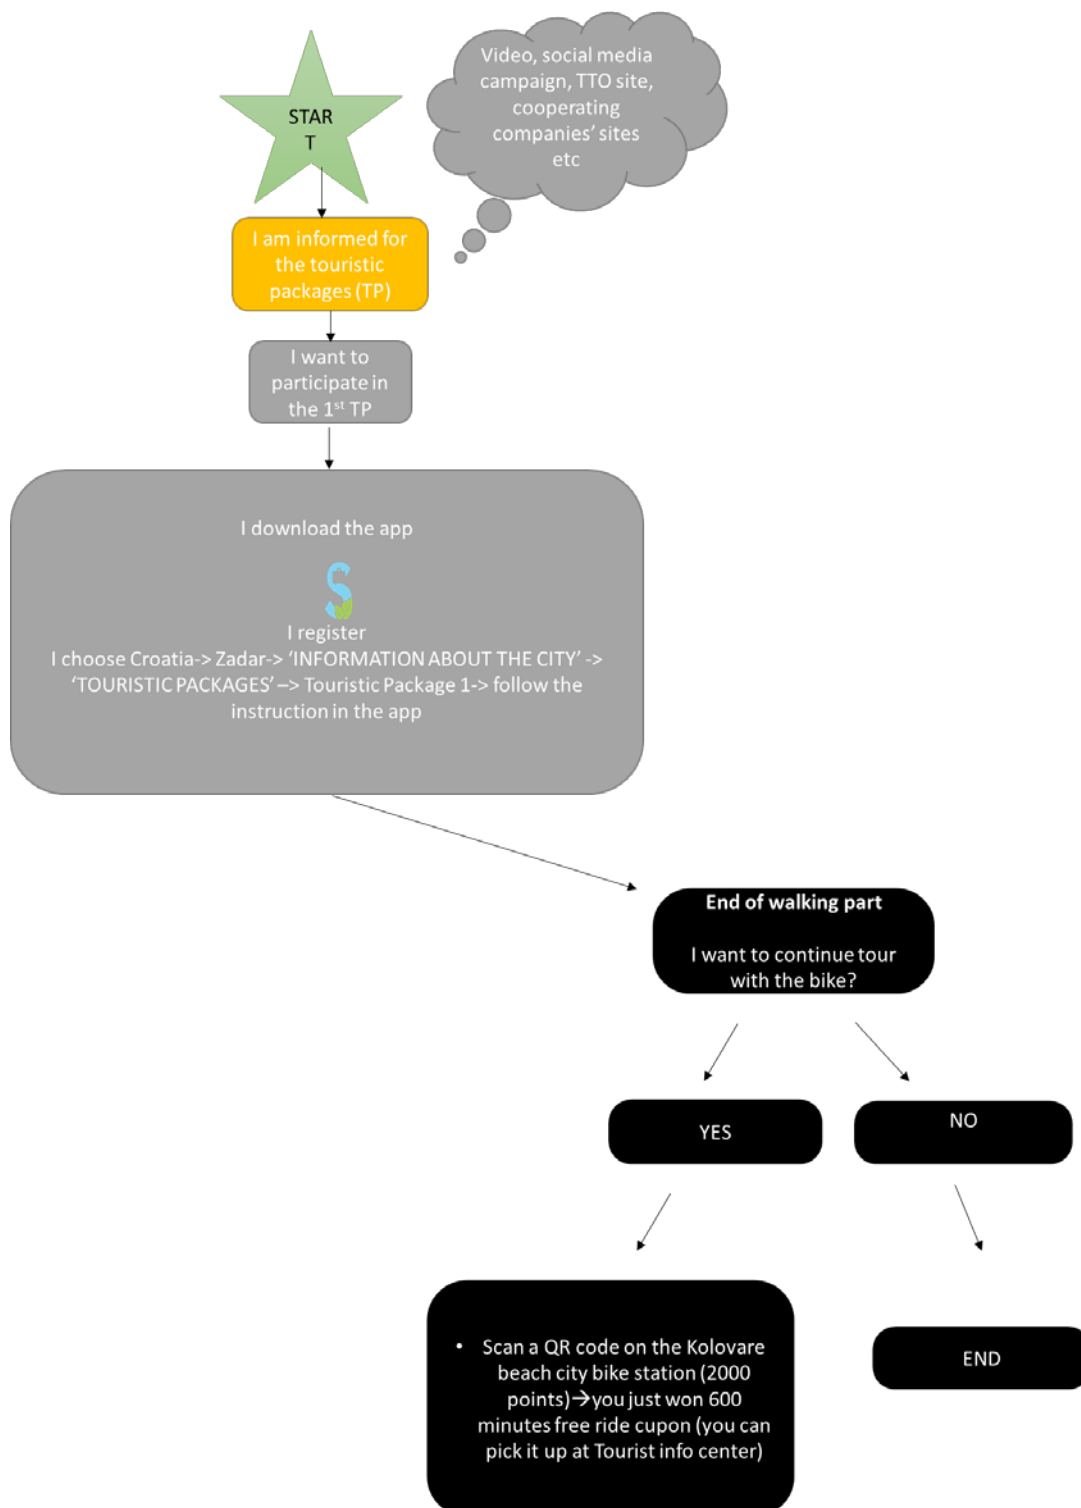 STAR
T
Video, social media
campaign, TTO site,
cooperating
companies’ sites
etc
I am informed for
the touristic
packages (TP)
I want to
participate in
the 1st TP
I download the app
S
I register
I choose Croatia-> Zadar-> ‘INFORMATION ABOUT THE CITY’ ->
‘TOURISTIC PACKAGES’ –> Touristic Package 1-> follow the
instruction in the app
End of walking part
I want to continue tour
with the bike?
YES
NO
• Scan a QR code on the Kolovare
beach city bike station (2000
points)→you just won 600
minutes free ride cupon (you can
pick it up at Tourist info center)
END